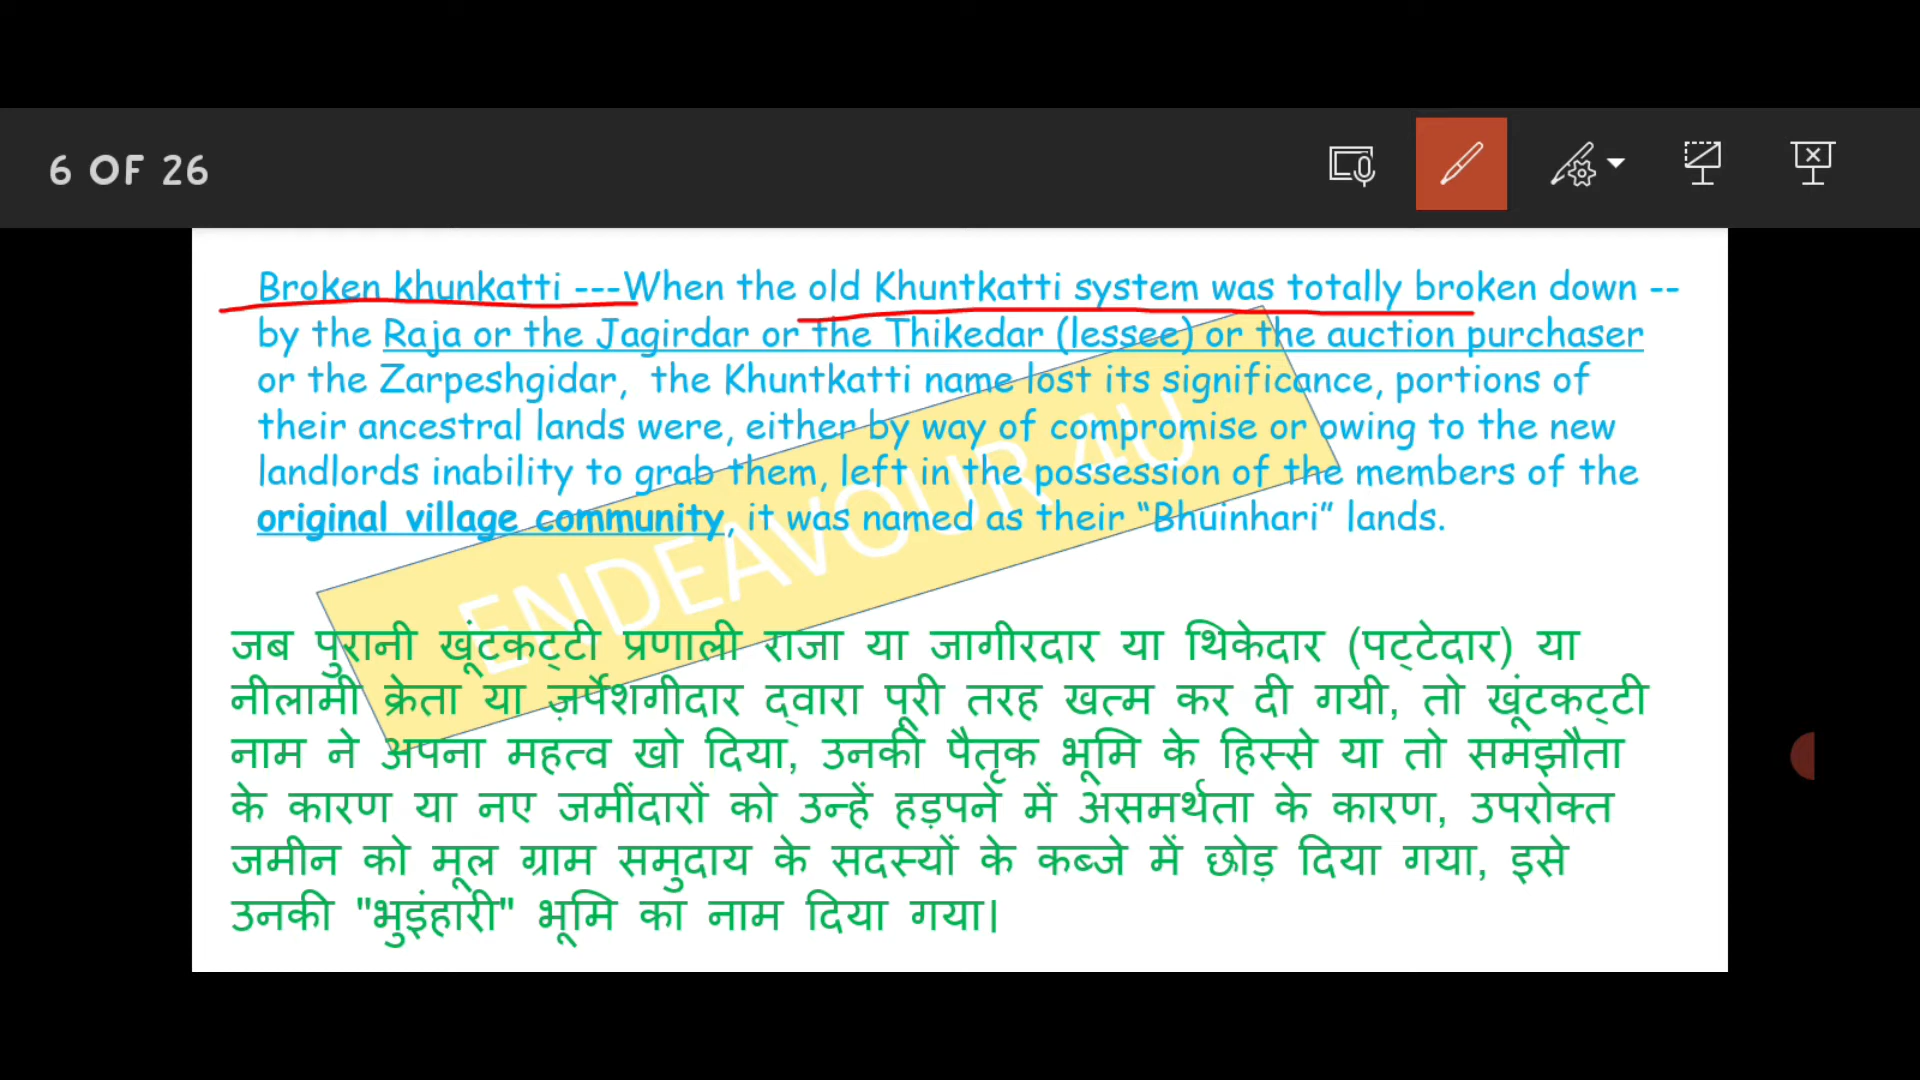 6 OF 26
Broken khunkatti ---When the old Khuntkatti system was totally broken down --
by the Raja or the Jagirdar or the Thikedar (lessee) or the auction purchaser
or the Zarpeshgidar, the Khuntkatti name lost its significance, portions of
their ancestral lands were, either by way of compromise or owing to the new
landlords inability to grab them, left in the possession of the members of the
original village community, it was named as their “Bhuinhari” lands.
ENDEAVOUR 4U
जब पुरानी खूंटकट्टी प्रणाली राजा या जागीरदार या थिकेदार (पट्टेदार) या
नीलामी क्रेता या ज़र्पेशगीदार द्वारा पूरी तरह खत्म कर दी गयी, तो खूंटकट्टी
नाम ने अपना महत्व खो दिया, उनकी पैतृक भूमि के हिस्से या तो समझौता
के कारण या नए जमींदारों को उन्हें हड़पने में असमर्थता के कारण, उपरोक्त
जमीन को मूल ग्राम समुदाय के सदस्यों के कब्जे में छोड़ दिया गया, इसे
उनकी "भुइंहारी" भूमि का नाम दिया गया।